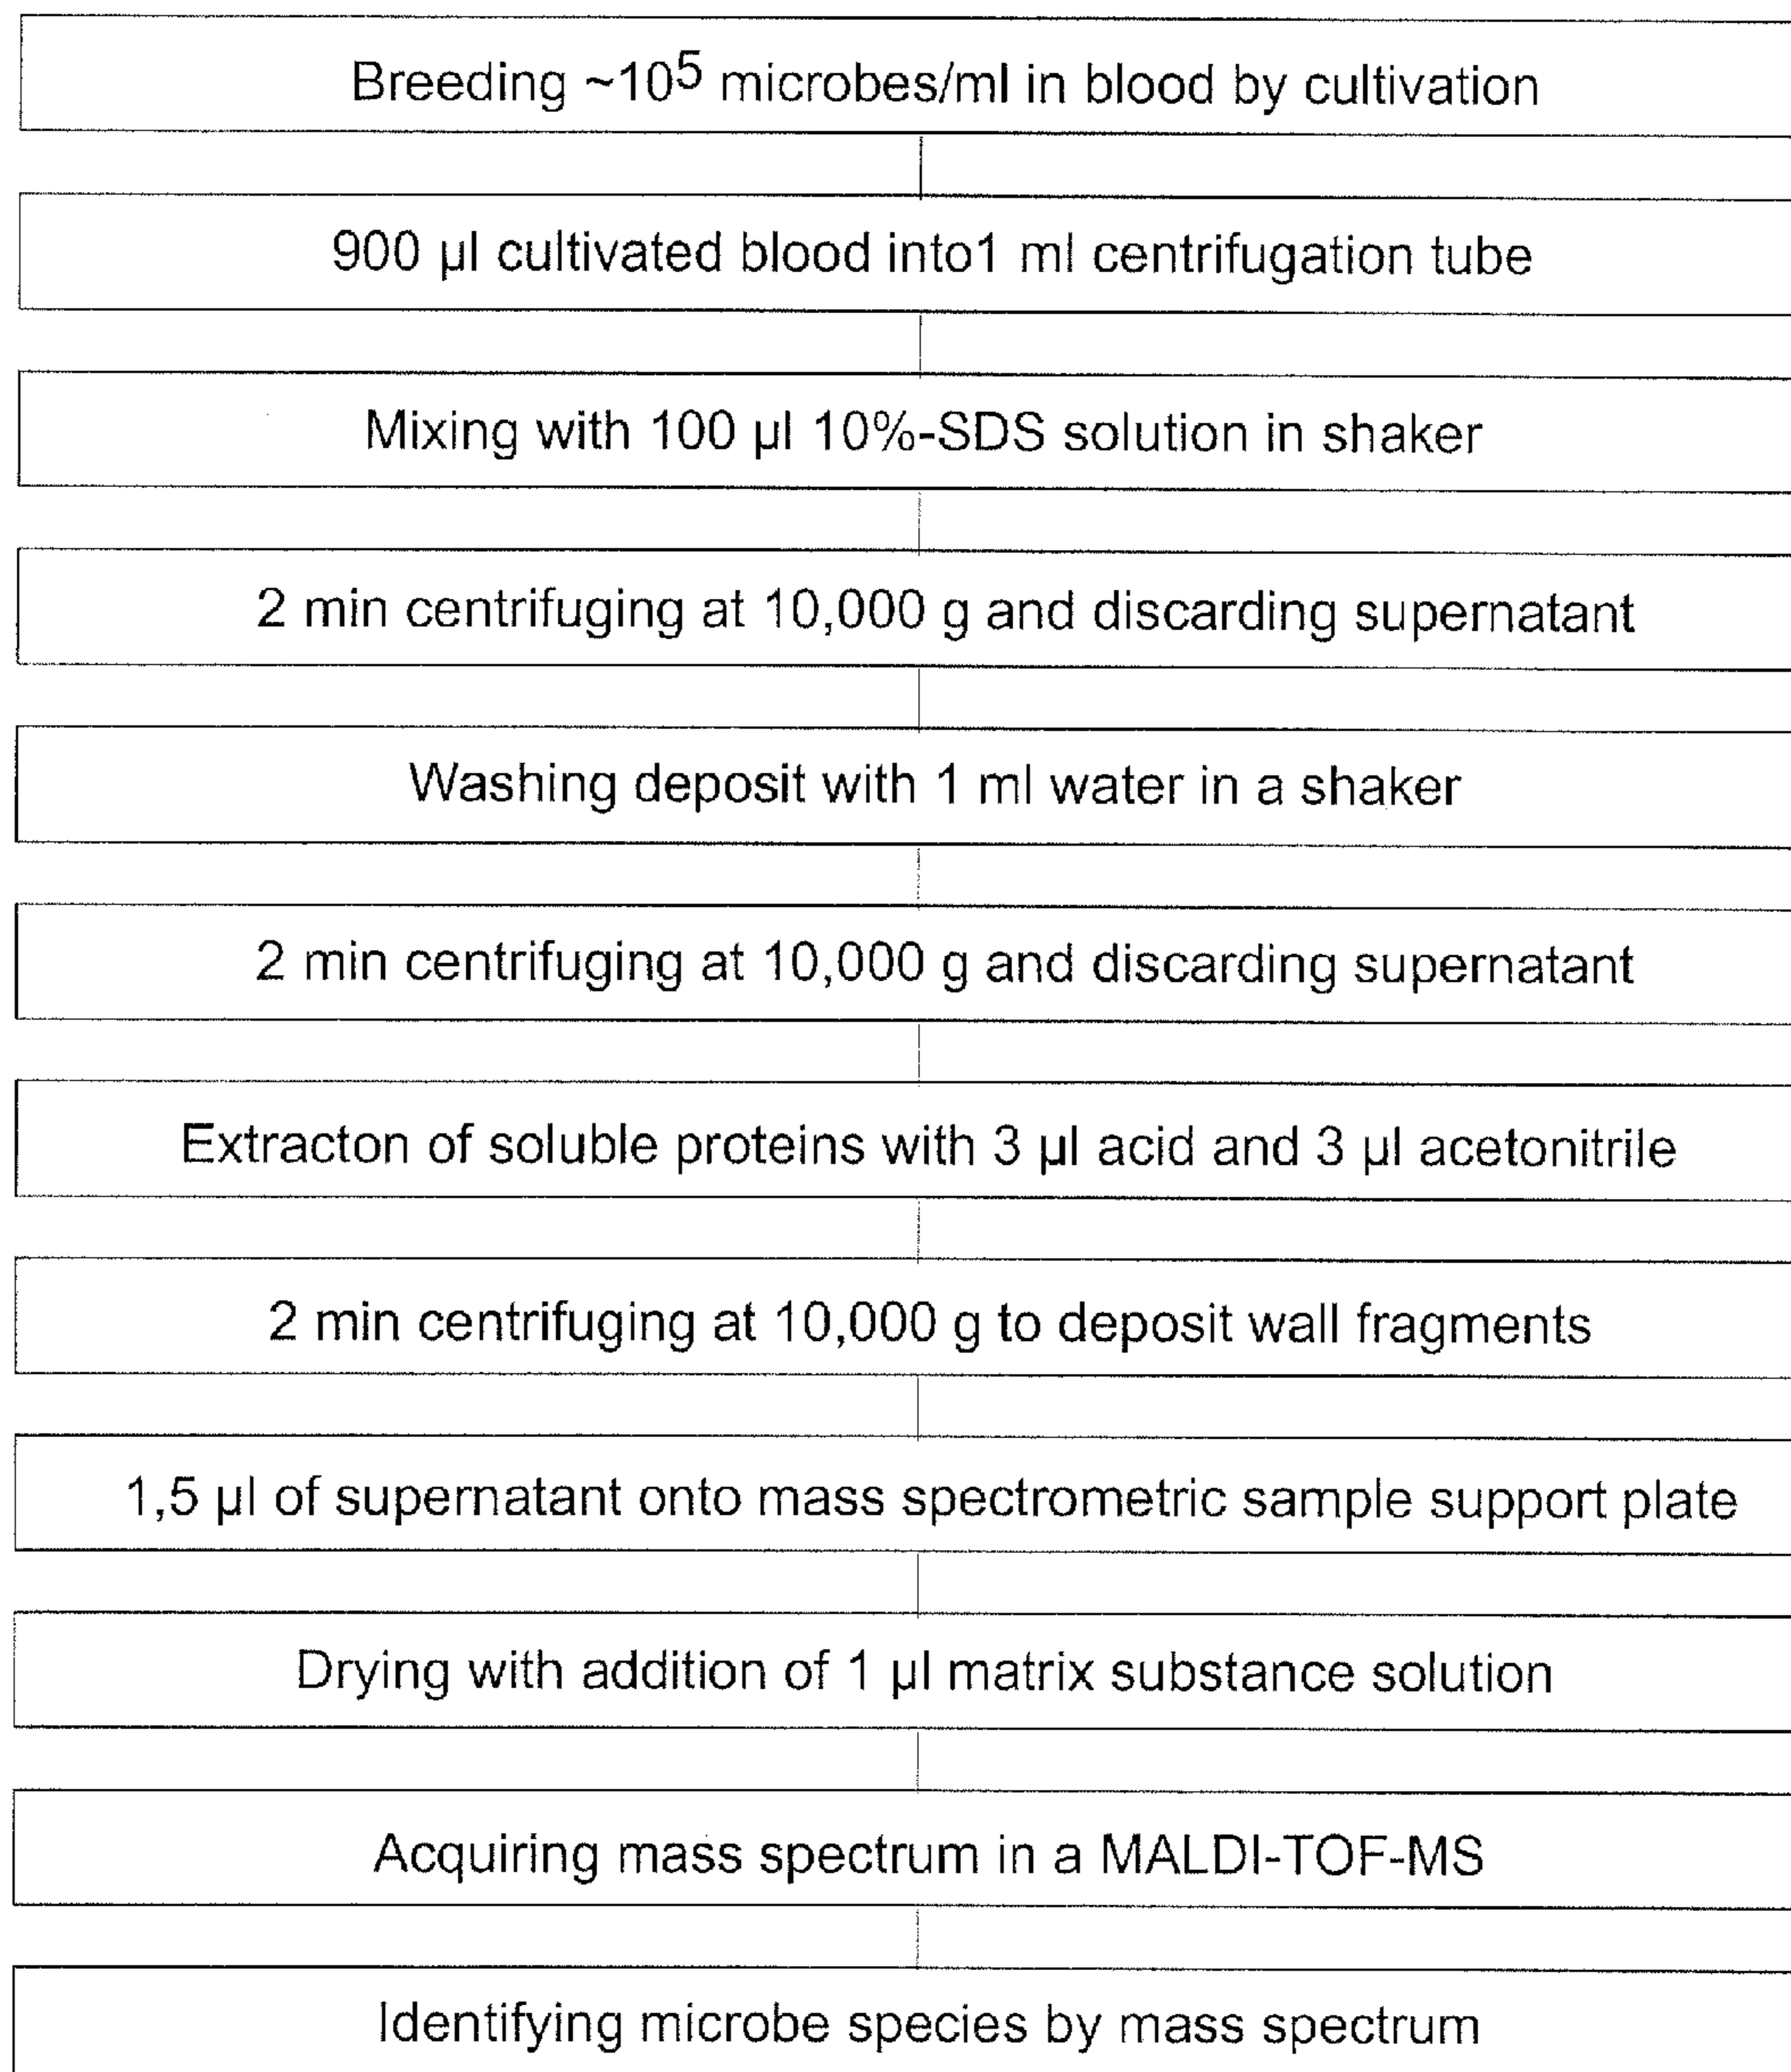 Breeding ~10⁵ microbes/ml in blood by cultivation
900 µl cultivated blood into1 ml centrifugation tube
Mixing with 100 µl 10%-SDS solution in shaker
2 min centrifuging at 10,000 g and discarding supernatant
Washing deposit with 1 ml water in a shaker
2 min centrifuging at 10,000 g and discarding supernatant
Extracton of soluble proteins with 3 µl acid and 3 µl acetonitrile
2 min centrifuging at 10,000 g to deposit wall fragments
1,5 µl of supernatant onto mass spectrometric sample support plate
Drying with addition of 1 µl matrix substance solution
Acquiring mass spectrum in a MALDI-TOF-MS
Identifying microbe species by mass spectrum